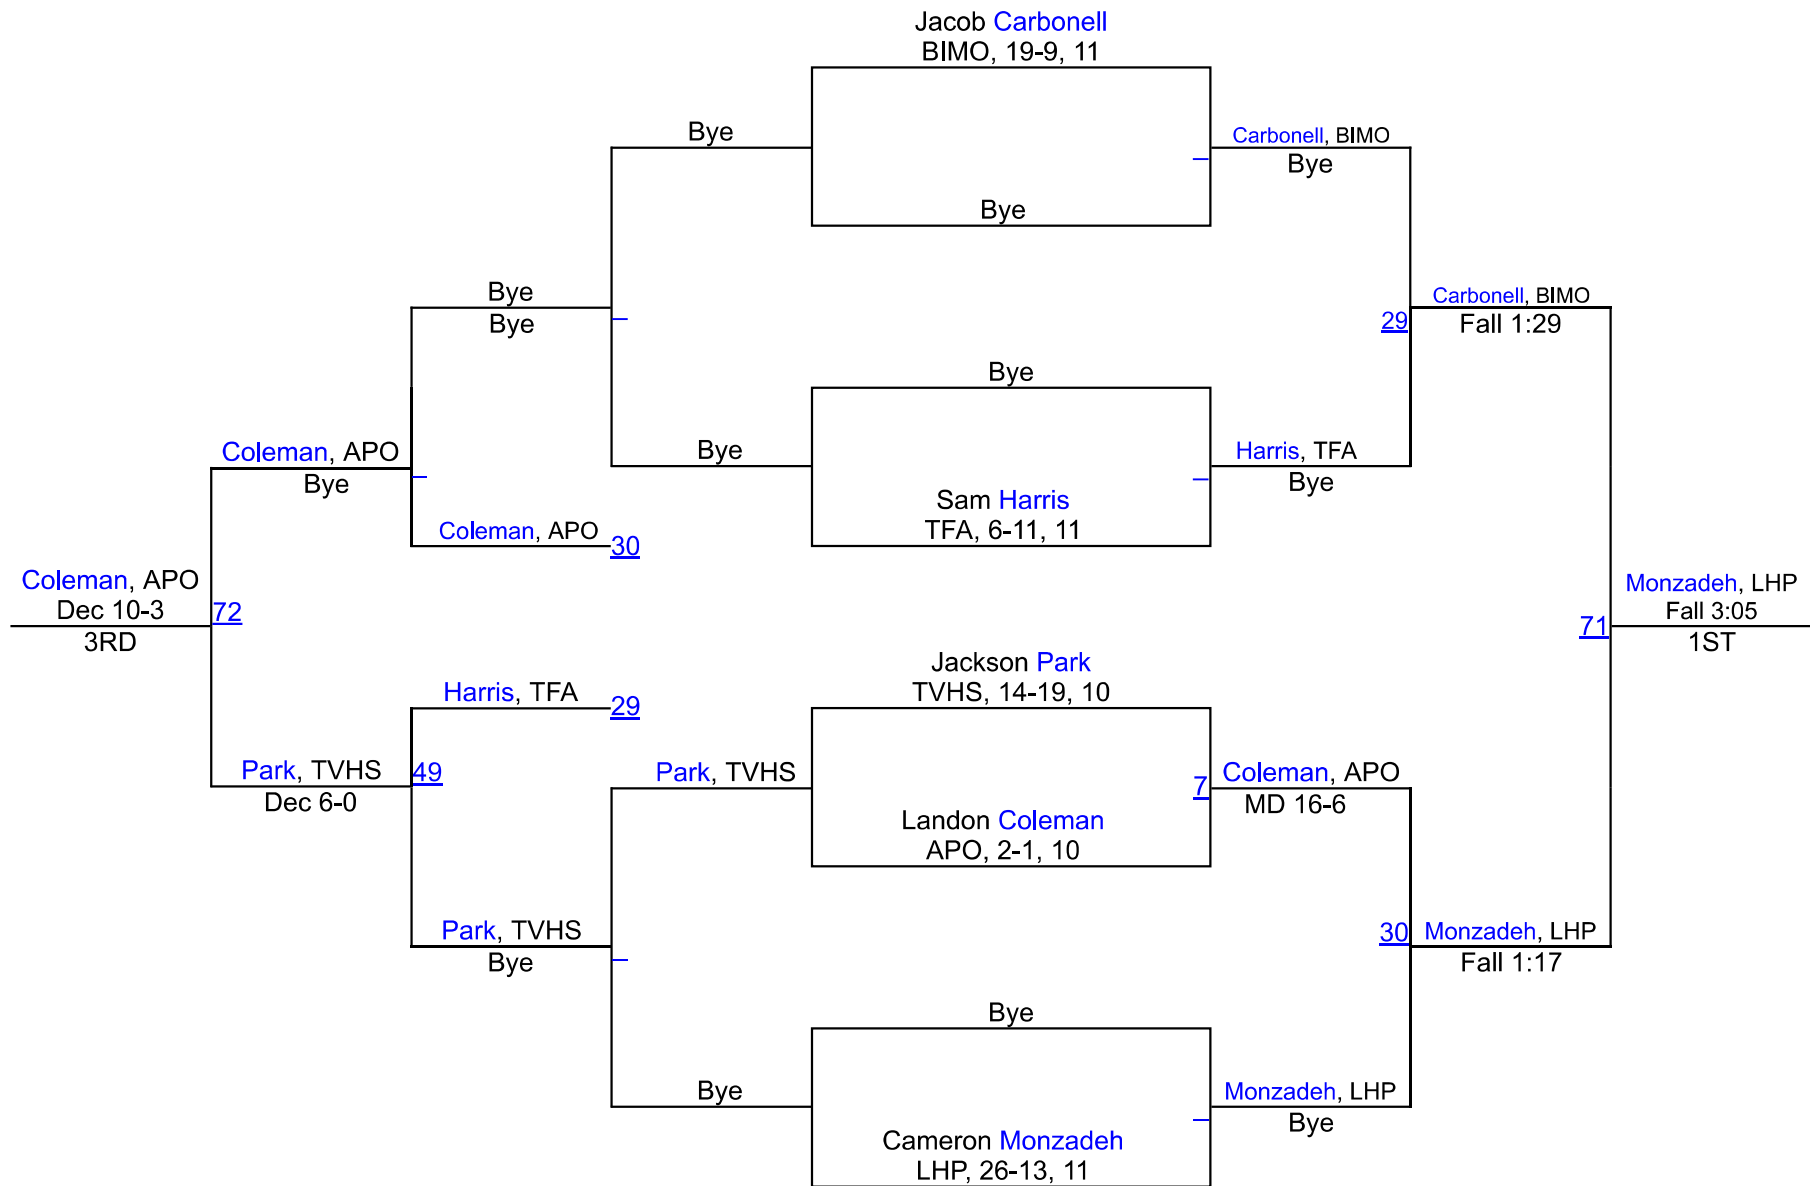 Jacob Carbonell
BIMO, 19-9, 11
Bye
Carbonell, BIMO
Bye
Bye
Bye
Bye
Carbonell, BIMO
29
Fall 1:29
Bye
Coleman, APO
Bye
Bye
Harris, TFA
Bye
Sam Harris
TFA, 6-11, 11
Coleman, APO
30
Coleman, APO
Dec 10-3
72
3RD
Monzadeh, LHP
Fall 3:05
71
1ST
Jackson Park
TVHS, 14-19, 10
Harris, TFA
29
Park, TVHS
49
Dec 6-0
Park, TVHS
7
Coleman, APO
MD 16-6
Landon Coleman
APO, 2-1, 10
Park, TVHS
Bye
30
Monzadeh, LHP
Fall 1:17
Bye
Bye
Monzadeh, LHP
Bye
Cameron Monzadeh
LHP, 26-13, 11